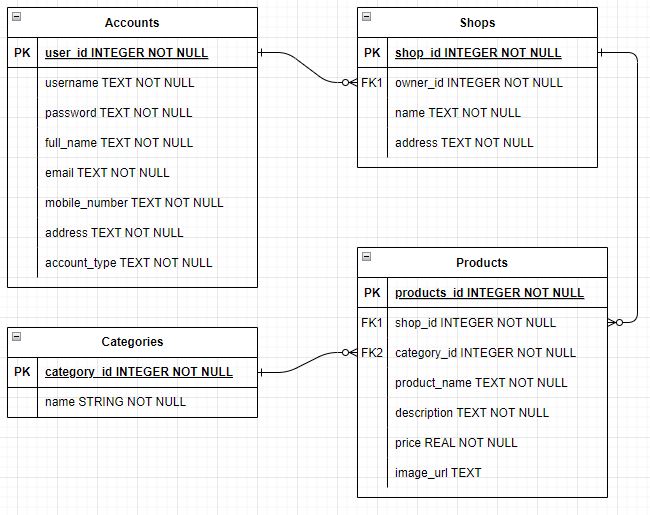 Accounts
PK user_id INTEGER NOT NULL
username TEXT NOT NULL
password TEXT NOT NULL
full_name TEXT NOT NULL
email TEXT NOT NULL
mobile_number TEXT NOT NULL
address TEXT NOT NULL
account_type TEXT NOT NULL
Shops
PK shop_id INTEGER NOT NULL
FK1 owner_id INTEGER NOT NULL
name TEXT NOT NULL
address TEXT NOT NULL
Categories
PK category_id INTEGER NOT NULL
name STRING NOT NULL
Products
PK products_id INTEGER NOT NULL
FK1 shop_id INTEGER NOT NULL
FK2 category_id INTEGER NOT NULL
product_name TEXT NOT NULL
description TEXT NOT NULL
price REAL NOT NULL
image_url TEXT